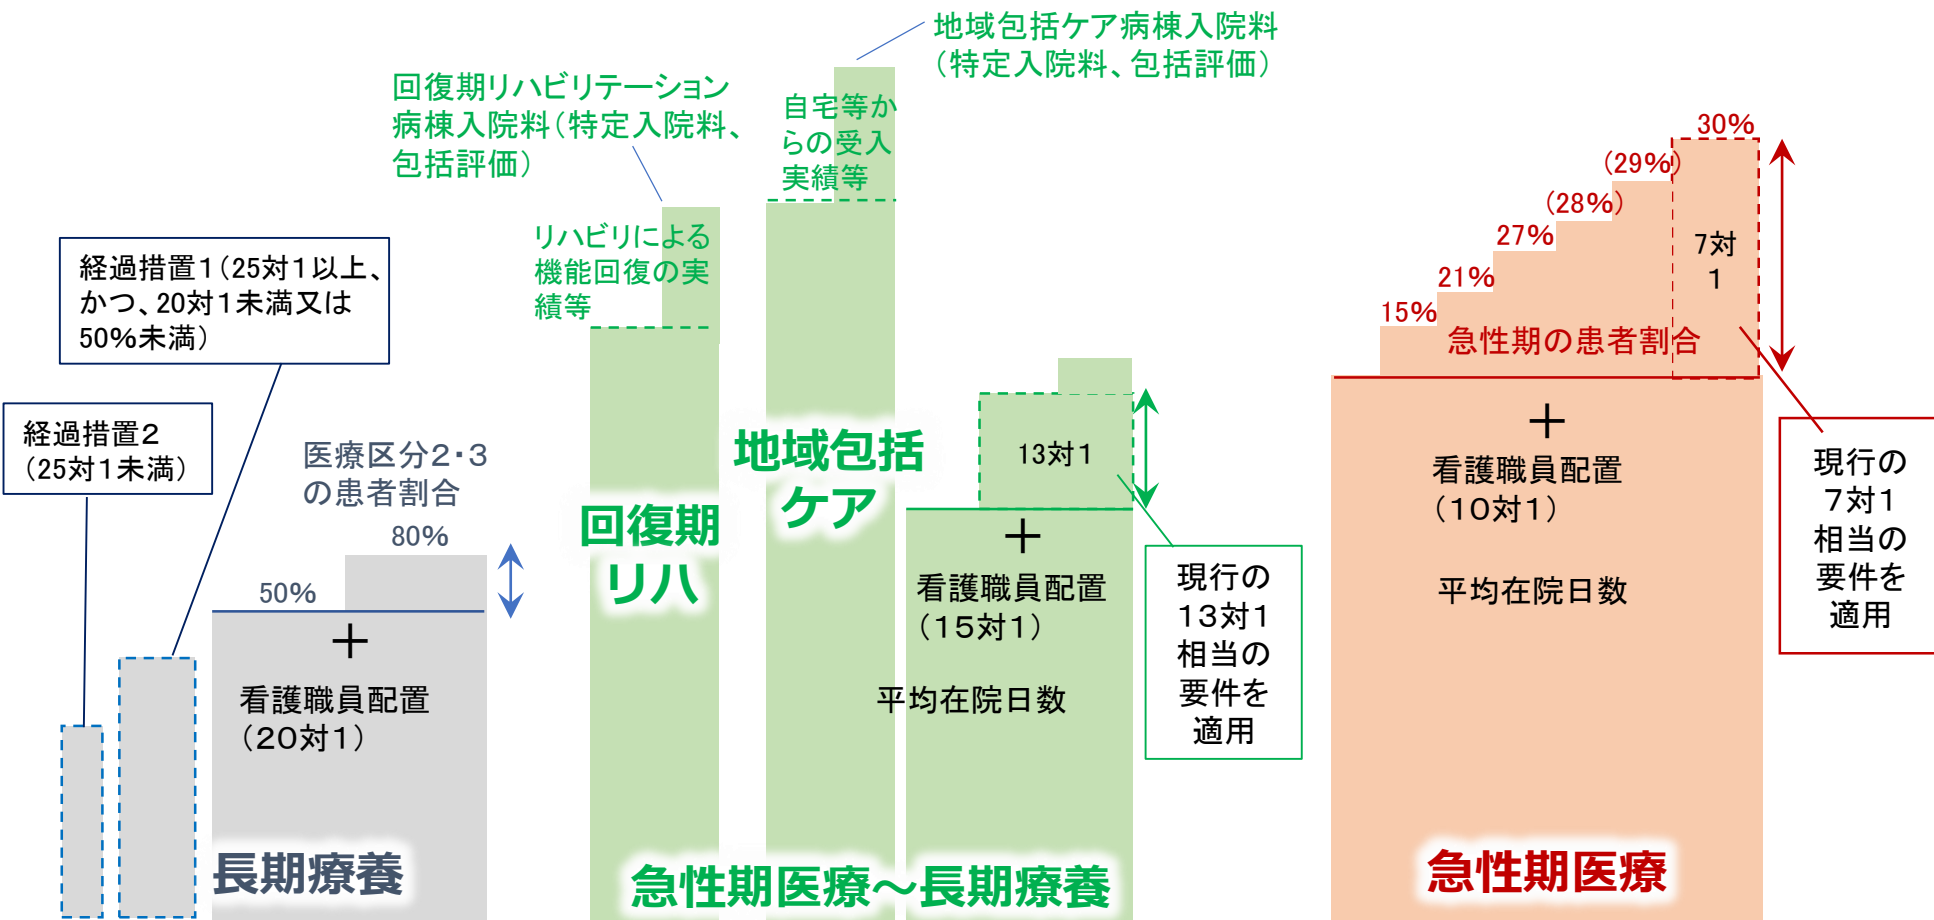 地域包括ケア病棟入院料
（特定入院料、包括評価）
回復期リハビリテーション
病棟入院料（特定入院料、
包括評価）
自宅等か
らの受入
実績等
リハビリによる
機能回復の実
績等
経過措置1（25対1以上、
かつ、20対1未満又は
50%未満）
経過措置2
（25対1未満）
医療区分2・3
の患者割合
80%
50%
＋
看護職員配置
（20対1）
長期療養
回復期
リハ
地域包括
ケア
13対1
＋
看護職員配置
（15対1）
平均在院日数
現行の
13対1
相当の
要件を
適用
急性期医療～長期療養
30%
（29%）
（28%）
27%
21%
15%
7対
1
急性期の患者割合
＋
看護職員配置
（10対1）
平均在院日数
現行の
7対1
相当の
要件を
適用
急性期医療